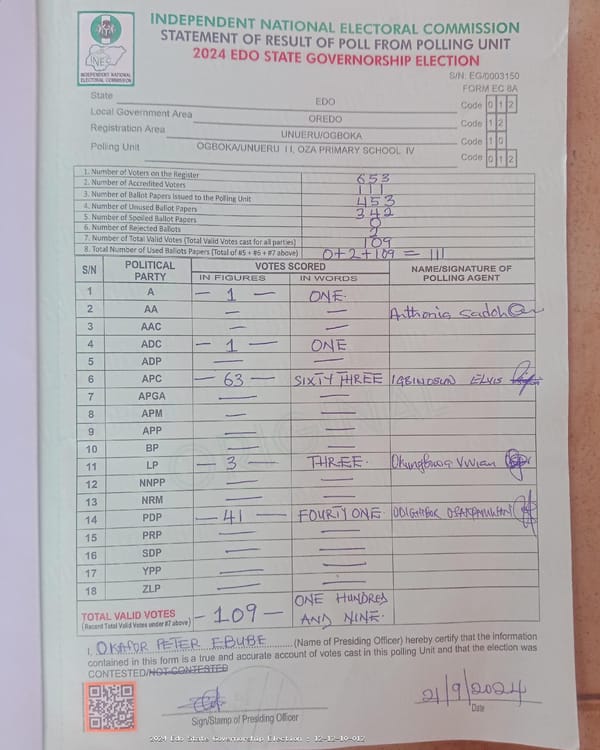 INDEPENDENT NATIONAL ELECTORAL COMMISSION
STATEMENT OF RESULT OF POLL FROM POLLING UNIT
2024 EDO STATE GOVERNORSHIP ELECTION
INEC
INDEPENDENT NATIONAL ELECTORAL COMMISSION
S/N: EG/0003150
FORM EC 8A
State EDO Code 0 1 2
Local Government Area OREDO Code 1 2
Registration Area UNUERU/OGBOKA Code 1 0
Polling Unit OGBOKA/UNUERU I I, OZA PRIMARY SCHOOL IV Code 0 1 2
1. Number of Voters on the Register 653
2. Number of Accredited Voters 111
3. Number of Ballot Papers Issued to the Polling Unit 453
4. Number of Unused Ballot Papers 342
5. Number of Spoiled Ballot Papers 0
6. Number of Rejected Ballots 2
7. Number of Total Valid Votes (Total Valid Votes cast for all parties) 109
8. Total Number of Used Ballots Papers (Total of #5 + #6 + #7 above) 0+2+109 = 111
S/N POLITICAL PARTY VOTES SCORED NAME/SIGNATURE OF POLLING AGENT
IN FIGURES IN WORDS
1 A – 1 – ONE.
2 AA — — Anthonia
3 AAC — —
4 ADC – 1 – ONE
5 ADP — —
6 APC – 63 – SIXTY THREE ELVIS
7 APGA — —
8 APM — —
9 APP — —
10 BP — —
11 LP – 3 – THREE. Vivian
12 NNPP — —
13 NRM — —
14 PDP – 41 – FOURTY ONE
15 PRP — —
16 SDP — —
17 YPP — —
18 ZLP — —
TOTAL VALID VOTES – 109 – ONE HUNDRED
(Record Total Valid Votes under #7 above) AND NINE.
I, OKAFOR PETER EBUBE (Name of Presiding Officer) hereby certify that the information
contained in this form is a true and accurate account of votes cast in this polling Unit and that the election was
CONTESTED/NOT CONTESTED
21/9/2024
Sign/Stamp of Presiding Officer Date
2024 Edo State Governorship Election : 12-12-10-012